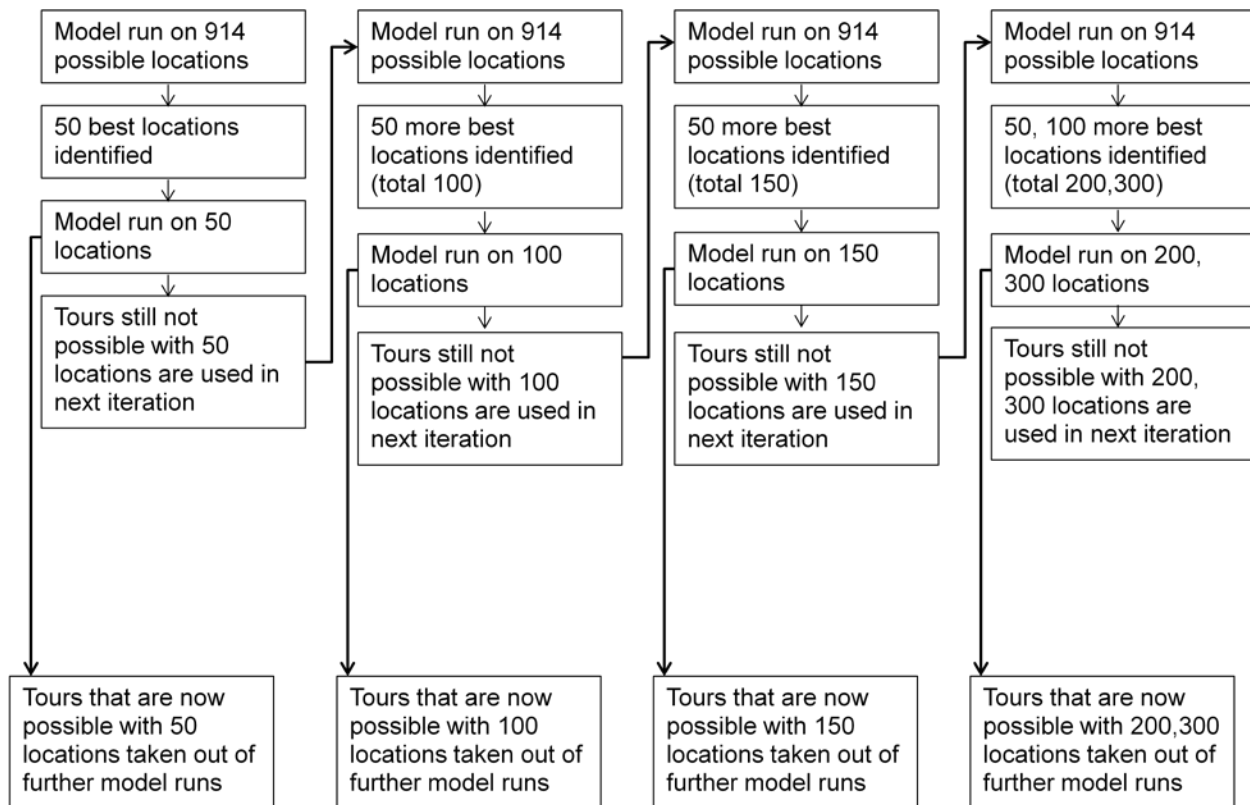 Model run on 914
possible locations
50 best locations
identified
Model run on 50
locations
Tours still not
possible with 50
locations are used in
next iteration
Tours that are now
possible with 50
locations taken out of
further model runs
Model run on 914
possible locations
50 more best
locations identified
(total 100)
Model run on 100
locations
Tours still not
possible with 100
locations are used in
next iteration
Tours that are now
possible with 100
locations taken out of
further model runs
Model run on 914
possible locations
50 more best
locations identified
(total 150)
Model run on 150
locations
Tours still not
possible with 150
locations are used in
next iteration
Tours that are now
possible with 150
locations taken out of
further model runs
Model run on 914
possible locations
50, 100 more best
locations identified
(total 200,300)
Model run on 200,
300 locations
Tours still not
possible with 200,
300 locations are
used in next iteration
Tours that are now
possible with 200,300
locations taken out of
further model runs